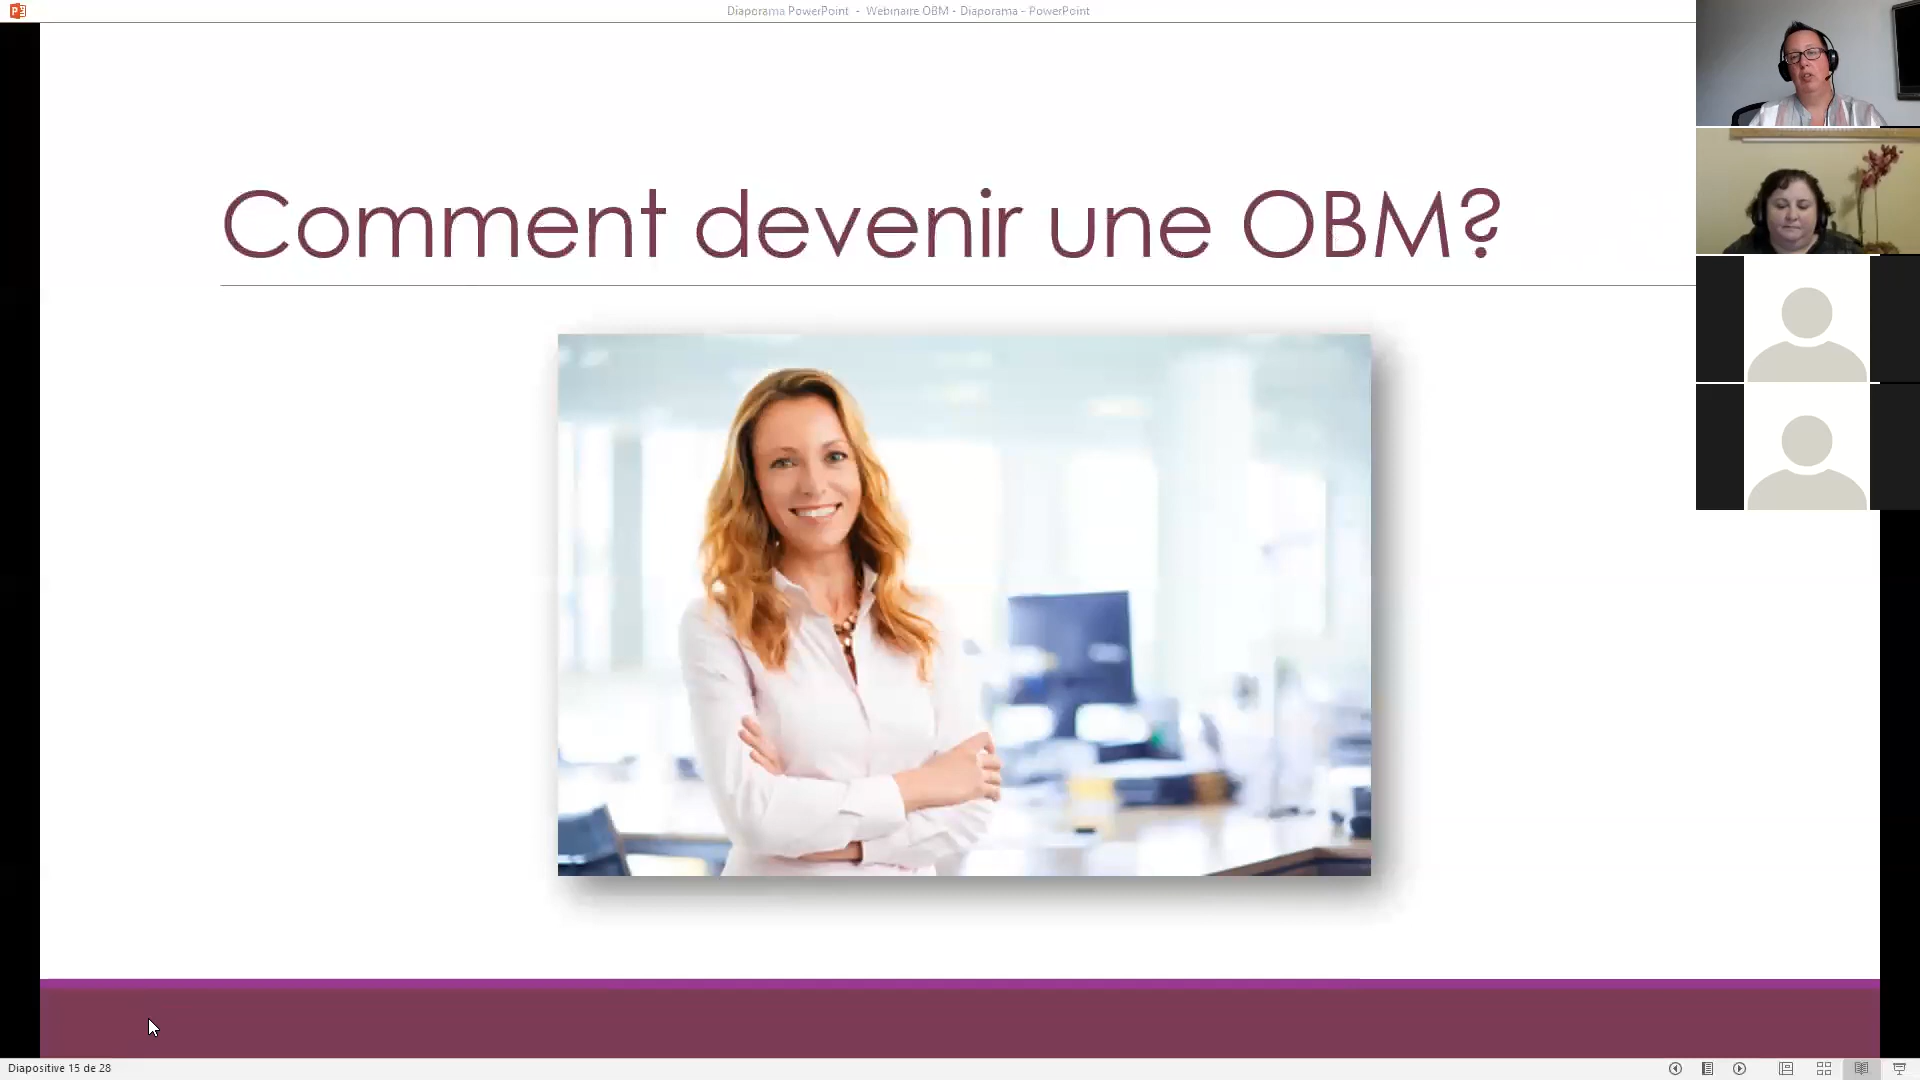 Diaporama PowerPoint - Webinaire OBM - Diaporama - PowerPoint
Comment devenir une OBM?
Diapositive 15 de 28